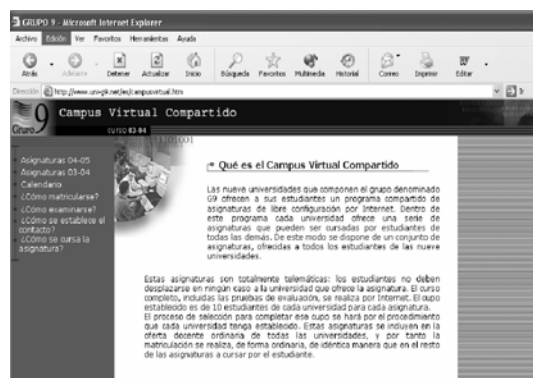 GRUPO 9 - Microsoft Internet Explorer
Archivo Edición Ver Favoritos Herramientas Ayuda
Atrás Adelante Detener Actualizar Inicio Búsqueda Favoritos Multimedia Historial Correo Imprimir Editar
Dirección http://www.uni-g9.net/es/campusvirtual.htm
Grupo 9 Campus Virtual Compartido
CURSO 03-04
Asignaturas 04-05
Asignaturas 03-04
Calendario
¿Cómo matricularse?
¿Cómo examinarse?
¿Cómo se establece el
contacto?
¿Cómo se cursa la
asignatura?
Qué es el Campus Virtual Compartido
Las nueve universidades que componen el grupo denominado
G9 ofrecen a sus estudiantes un programa compartido de
asignaturas de libre configuración por Internet. Dentro de
este programa cada universidad ofrece una serie de
asignaturas que pueden ser cursadas por estudiantes de
todas las demás. De este modo se dispone de un conjunto de
asignaturas, ofrecidas a todos los estudiantes de las nueve
universidades.
Estas asignaturas son totalmente telemáticas: los estudiantes no deben
desplazarse en ningún caso a la universidad que ofrece la asignatura. El curso
completo, incluidas las pruebas de evaluación, se realiza por Internet. El cupo
establecido es de 10 estudiantes de cada universidad para cada asignatura.
El proceso de selección para completar ese cupo se hará por el procedimiento
que cada universidad tenga establecido. Estas asignaturas se incluyen en la
oferta docente ordinaria de todas las universidades, y por tanto la
matriculación se realiza, de forma ordinaria, de idéntica manera que en el resto
de las asignaturas a cursar por el estudiante.